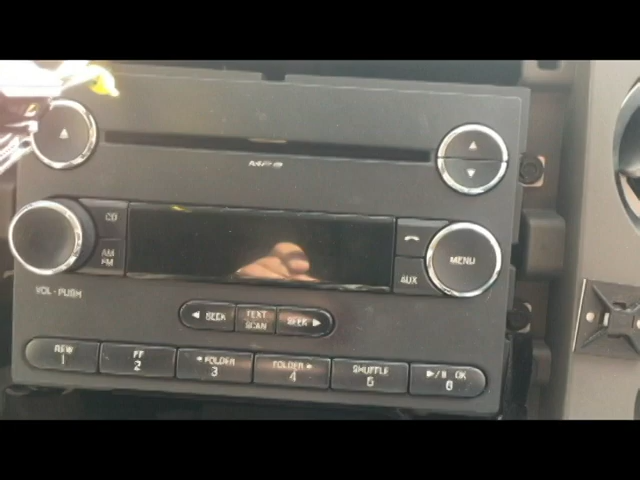 MP3
CD
AM
FM
AUX
MENU
VOL - PUSH
◄ SEEK
TEXT
SCAN
SEEK ►
REW
1
FF
2
◄ FOLDER
3
FOLDER ►
4
SHUFFLE
5
►/II OK
6